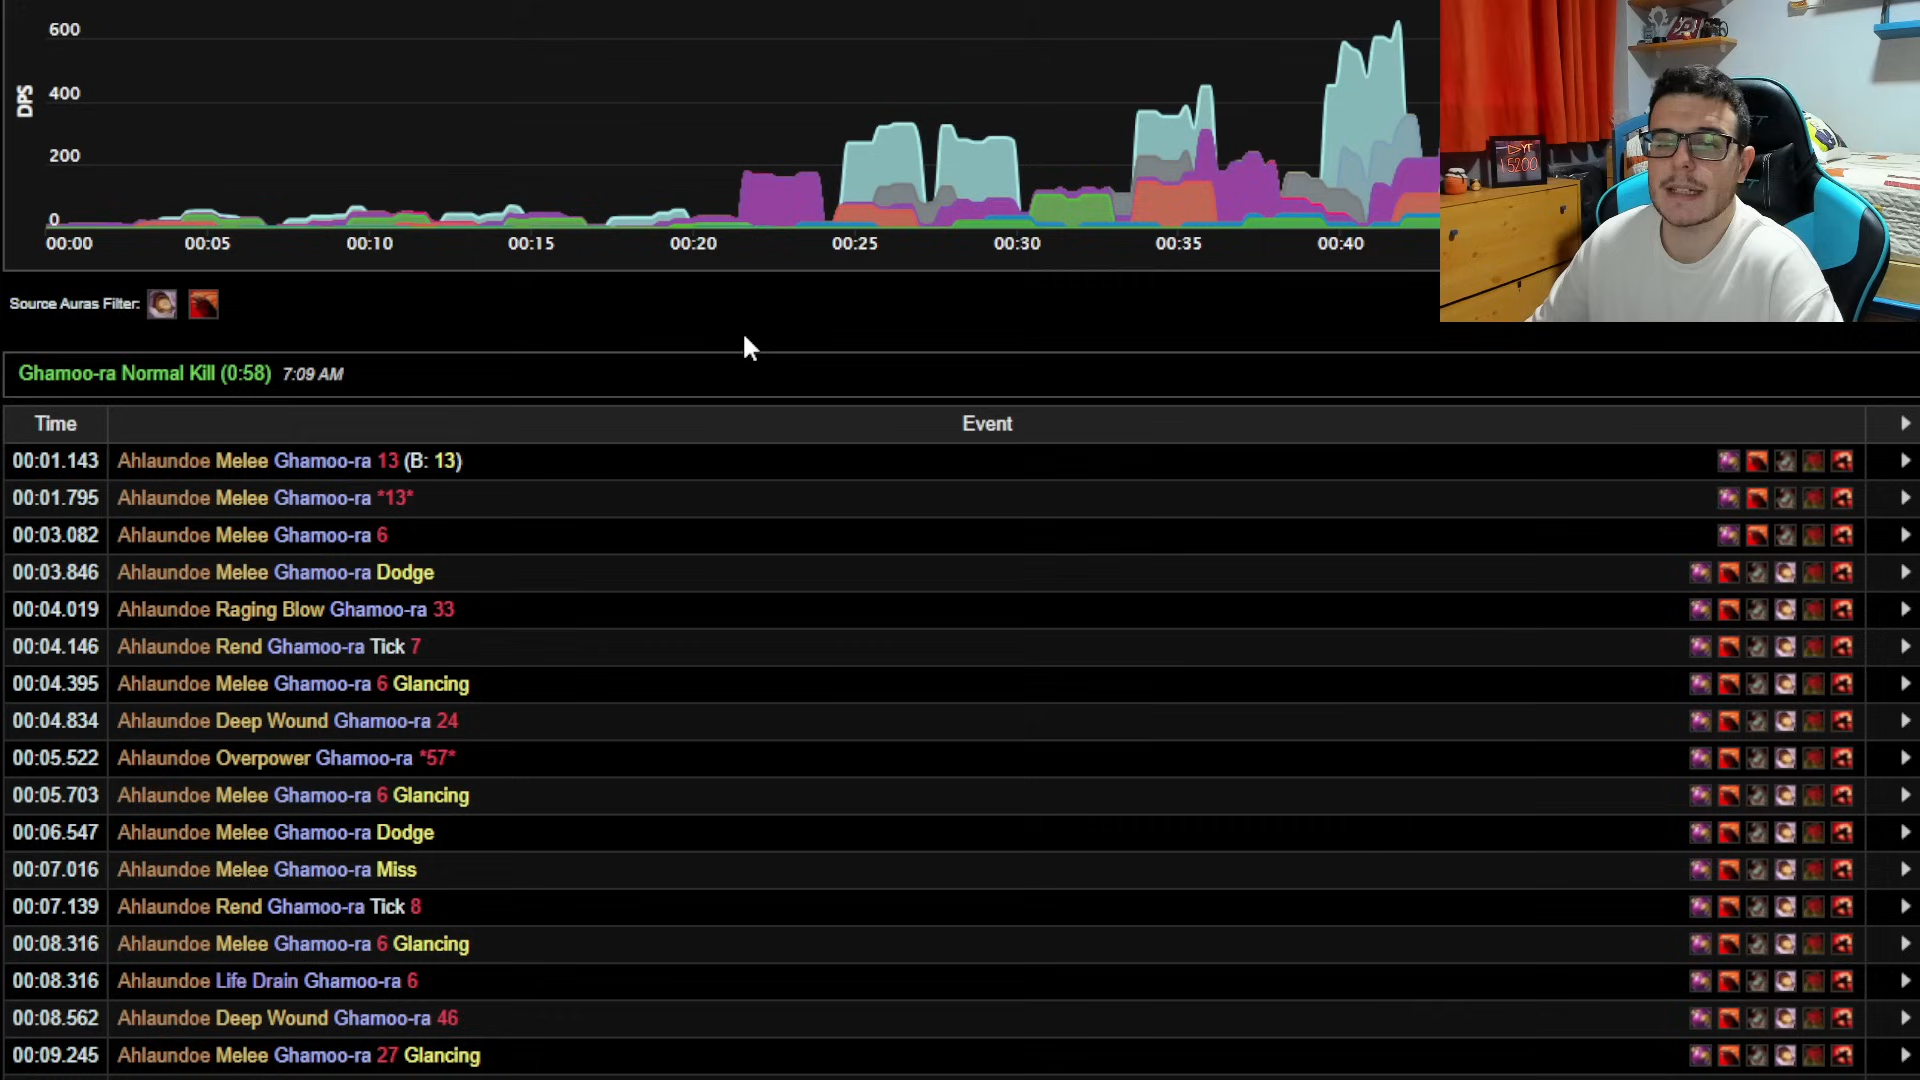 600
DPS
400
200
0
00:00 00:05 00:10 00:15 00:20 00:25 00:30 00:35 00:40
YT
15200
Source Auras Filter:
Ghamoo-ra Normal Kill (0:58) 7:09 AM
Time Event
00:01.143 Ahlaundoe Melee Ghamoo-ra 13 (B: 13)
00:01.795 Ahlaundoe Melee Ghamoo-ra *13*
00:03.082 Ahlaundoe Melee Ghamoo-ra 6
00:03.846 Ahlaundoe Melee Ghamoo-ra Dodge
00:04.019 Ahlaundoe Raging Blow Ghamoo-ra 33
00:04.146 Ahlaundoe Rend Ghamoo-ra Tick 7
00:04.395 Ahlaundoe Melee Ghamoo-ra 6 Glancing
00:04.834 Ahlaundoe Deep Wound Ghamoo-ra 24
00:05.522 Ahlaundoe Overpower Ghamoo-ra *57*
00:05.703 Ahlaundoe Melee Ghamoo-ra 6 Glancing
00:06.547 Ahlaundoe Melee Ghamoo-ra Dodge
00:07.016 Ahlaundoe Melee Ghamoo-ra Miss
00:07.139 Ahlaundoe Rend Ghamoo-ra Tick 8
00:08.316 Ahlaundoe Melee Ghamoo-ra 6 Glancing
00:08.316 Ahlaundoe Life Drain Ghamoo-ra 6
00:08.562 Ahlaundoe Deep Wound Ghamoo-ra 46
00:09.245 Ahlaundoe Melee Ghamoo-ra 27 Glancing